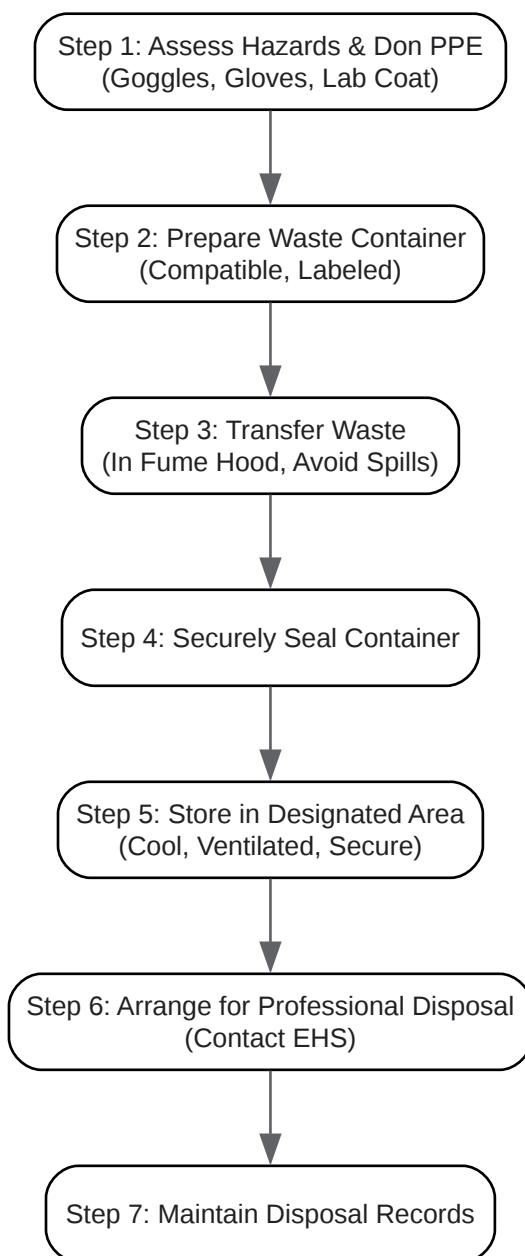 Step 1: Assess Hazards & Don PPE
(Goggles, Gloves, Lab Coat)
Step 2: Prepare Waste Container
(Compatible, Labeled)
Step 3: Transfer Waste
(In Fume Hood, Avoid Spills)
Step 4: Securely Seal Container
Step 5: Store in Designated Area
(Cool, Ventilated, Secure)
Step 6: Arrange for Professional Disposal
(Contact EHS)
Step 7: Maintain Disposal Records